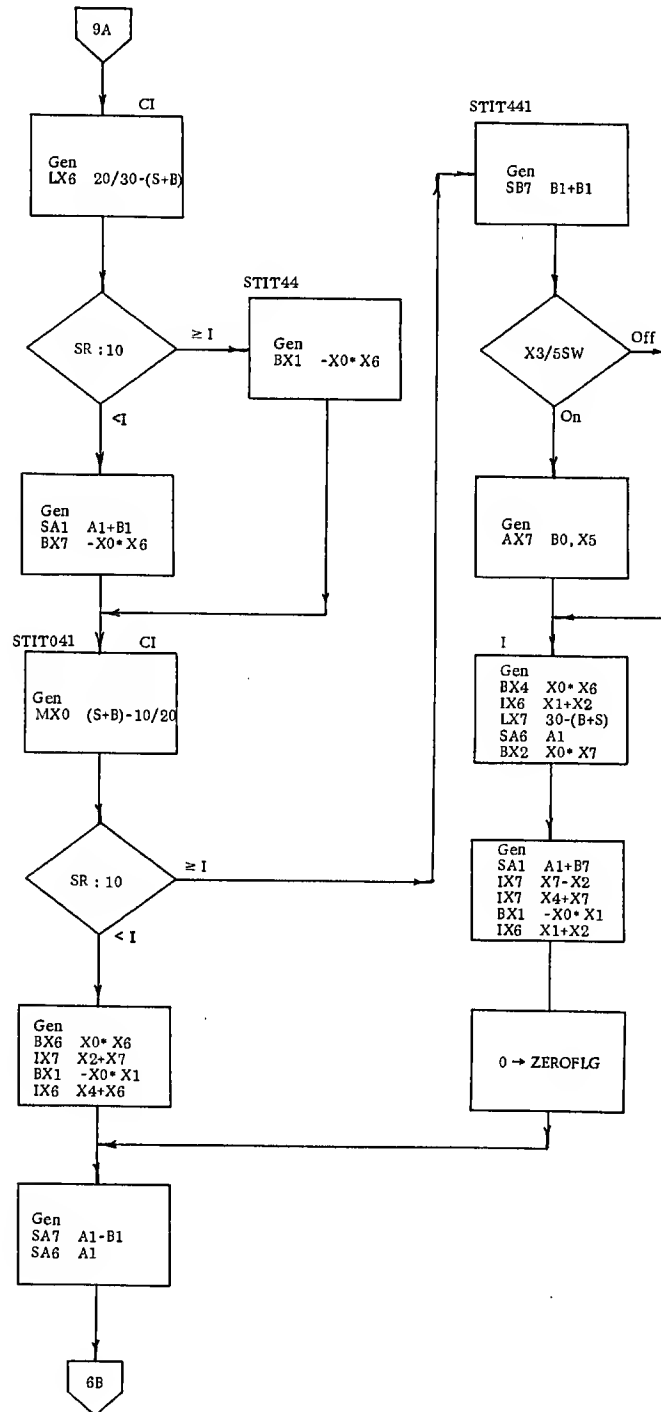 9A
CI
Gen
LX6 20/30-(S+B)
SR : 10
≥ I
<I
STIT44
Gen
BX1 -X0* X6
Gen
SA1 A1+B1
BX7 -X0* X6
STIT041
CI
Gen
MX0 (S+B)-10/20
SR : 10
≥ I
< I
Gen
BX6 X0* X6
IX7 X2+X7
BX1 -X0* X1
IX6 X4+X6
Gen
SA7 A1-B1
SA6 A1
6B
STIT441
Gen
SB7 B1+B1
X3/5SW
Off
On
Gen
AX7 B0, X5
I
Gen
BX4 X0* X6
IX6 X1+X2
LX7 30-(B+S)
SA6 A1
BX2 X0* X7
Gen
SA1 A1+B7
IX7 X7-X2
IX7 X4+X7
BX1 -X0* X1
IX6 X1+X2
0 → ZEROFLG